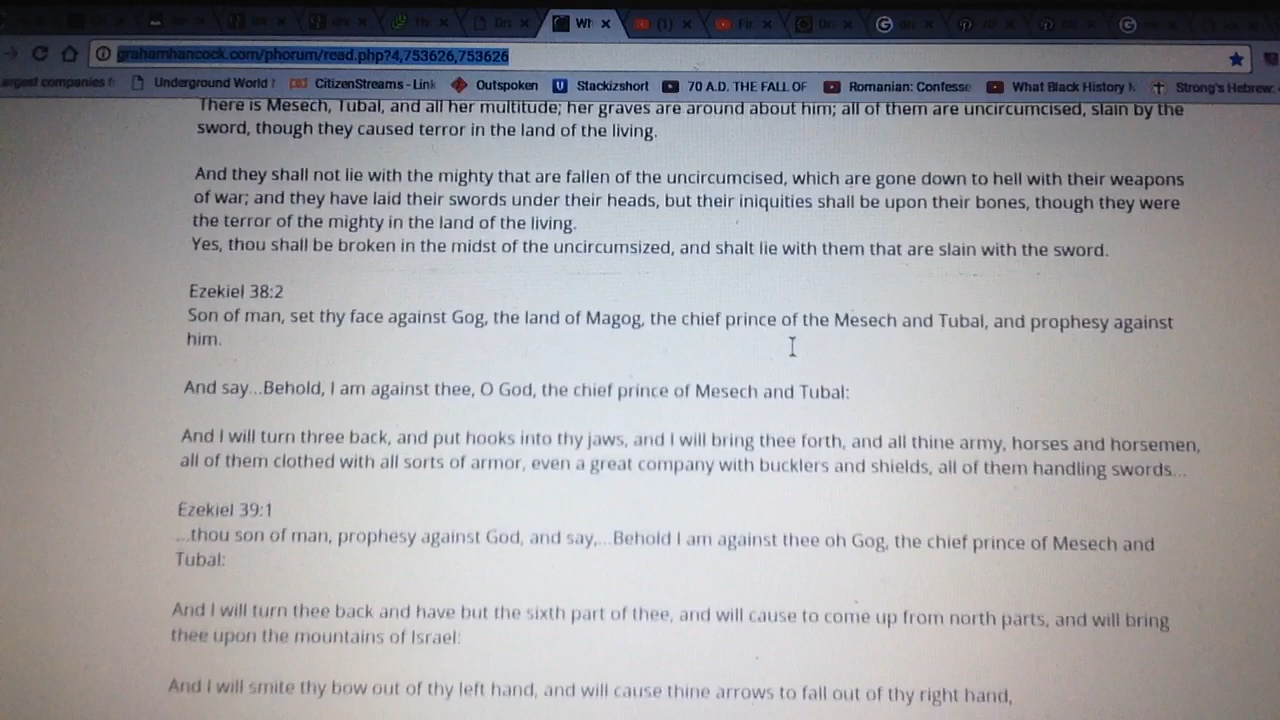 Wh
(1)
grahamhancock.com/phorum/read.php?4,753626,753626
argest companies
Underground World
CitizenStreams - Link
Outspoken
Stackizshort
70 A.D. THE FALL OF
Romanian: Confesse
What Black History
Strong's Hebrew:
There is Mesech, Tubal, and all her multitude; her graves are around about him; all of them are uncircumcised, slain by the
sword, though they caused terror in the land of the living.
And they shall not lie with the mighty that are fallen of the uncircumcised, which are gone down to hell with their weapons
of war; and they have laid their swords under their heads, but their iniquities shall be upon their bones, though they were
the terror of the mighty in the land of the living.
Yes, thou shall be broken in the midst of the uncircumsized, and shalt lie with them that are slain with the sword.
Ezekiel 38:2
Son of man, set thy face against Gog, the land of Magog, the chief prince of the Mesech and Tubal, and prophesy against
him.
And say...Behold, I am against thee, O God, the chief prince of Mesech and Tubal:
And I will turn three back, and put hooks into thy jaws, and I will bring thee forth, and all thine army, horses and horsemen,
all of them clothed with all sorts of armor, even a great company with bucklers and shields, all of them handling swords...
Ezekiel 39:1
...thou son of man, prophesy against God, and say,...Behold I am against thee oh Gog, the chief prince of Mesech and
Tubal:
And I will turn thee back and have but the sixth part of thee, and will cause to come up from north parts, and will bring
thee upon the mountains of Israel:
And I will smite thy bow out of thy left hand, and will cause thine arrows to fall out of thy right hand,